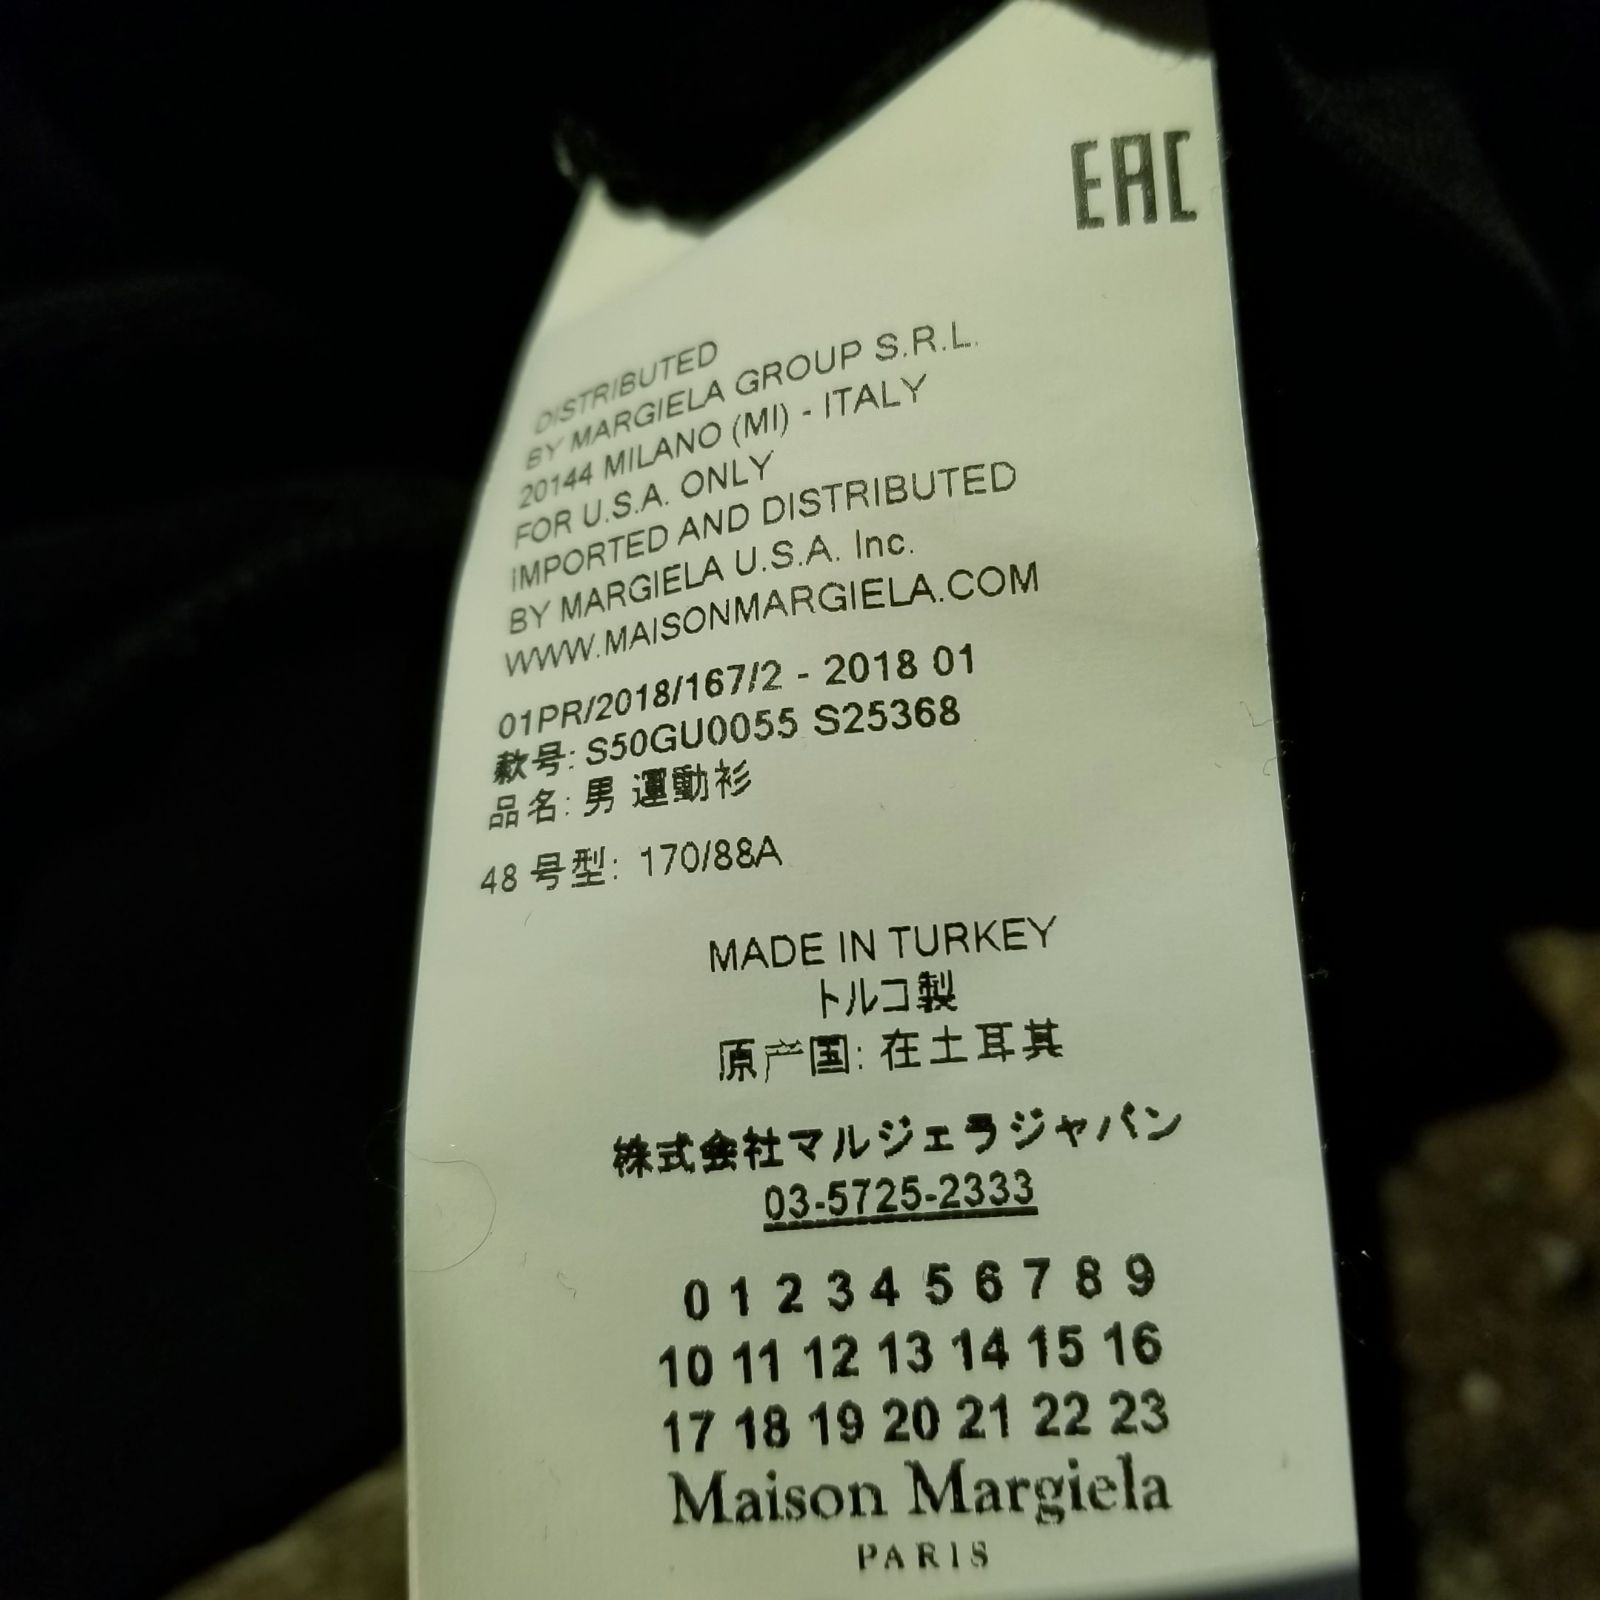 EAC
DISTRIBUTED
BY MARGIELA GROUP S.R.L.
20144 MILANO (MI) - ITALY
FOR U.S.A. ONLY
IMPORTED AND DISTRIBUTED
BY MARGIELA U.S.A. Inc.
WWW.MAISONMARGIELA.COM
01PR/2018/167/2 - 2018 01
款号: S50GU0055 S25368
品名: 男 運動衫
48 号型: 170/88A
MADE IN TURKEY
トルコ製
原产国: 在土耳其
株式会社マルジェラジャパン
03-5725-2333
0 1 2 3 4 5 6 7 8 9
10 11 12 13 14 15 16
17 18 19 20 21 22 23
Maison Margiela
PARIS